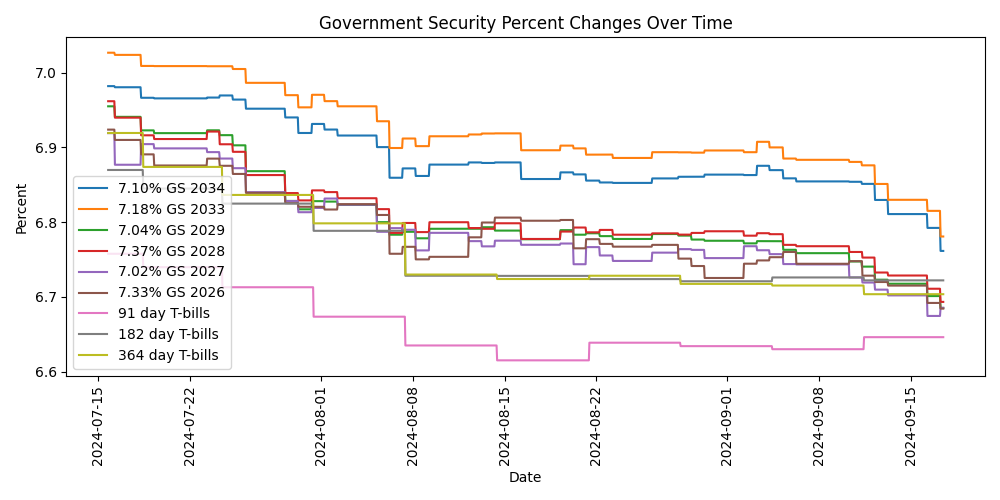 Government Security Percent Changes Over Time
Percent
7.0
6.9
6.8
6.7
6.6
7.10% GS 2034
7.18% GS 2033
7.04% GS 2029
7.37% GS 2028
7.02% GS 2027
7.33% GS 2026
91 day T-bills
182 day T-bills
364 day T-bills
2024-07-15
2024-07-22
2024-08-01
2024-08-08
2024-08-15
2024-08-22
2024-09-01
2024-09-08
2024-09-15
Date